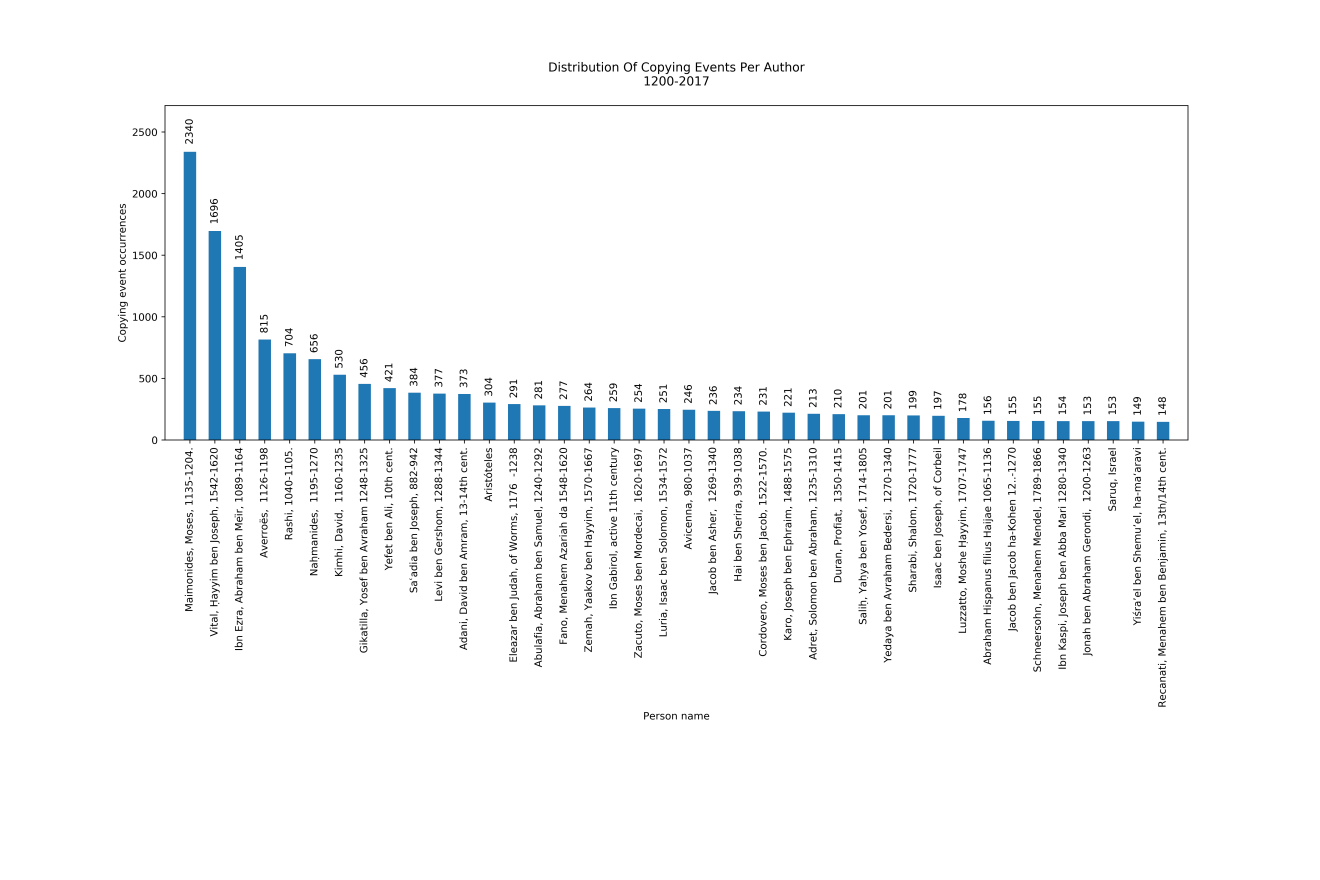 Distribution Of Copying Events Per Author
1200-2017
Copying event occurrences
2500
2000
1500
1000
500
0
2340
1696
1405
815
704
656
530
456
421
384
377
373
304
291
281
277
264
259
254
251
246
236
234
231
221
213
210
201
201
199
197
178
156
155
155
154
153
153
149
148
Maimonides, Moses, 1135-1204.
Vital, Ḥayyim ben Joseph, 1542-1620
Ibn Ezra, Abraham ben Meïr, 1089-1164
Averroës, 1126-1198
Rashi, 1040-1105.
Naḥmanides, 1195-1270
Kimhi, David, 1160-1235
Gikatilla, Yosef ben Avraham 1248-1325
Yefet ben Ali, 10th cent.
Saʻadia ben Joseph, 882-942
Levi ben Gershom, 1288-1344
Adani, David ben Amram, 13-14th cent.
Aristóteles
Eleazar ben Judah, of Worms, 1176 -1238
Abulafia, Abraham ben Samuel, 1240-1292
Fano, Menahem Azariah da 1548-1620
Zemah, Yaakov ben Hayyim, 1570-1667
Ibn Gabirol, active 11th century
Zacuto, Moses ben Mordecai, 1620-1697
Luria, Isaac ben Solomon, 1534-1572
Avicenna, 980-1037
Jacob ben Asher, 1269-1340
Hai ben Sherira, 939-1038
Cordovero, Moses ben Jacob, 1522-1570.
Karo, Joseph ben Ephraim, 1488-1575
Adret, Solomon ben Abraham, 1235-1310
Duran, Profiat, 1350-1415
Saliḥ, Yaḥya ben Yosef, 1714-1805
Yedaya ben Avraham Bedersi, 1270-1340
Sharabi, Shalom, 1720-1777
Isaac ben Joseph, of Corbeil
Luzzatto, Moshe Ḥayyim, 1707-1747
Abraham Hispanus filius Haijae 1065-1136
Jacob ben Jacob ha-Kohen 12..-1270
Schneersohn, Menahem Mendel, 1789-1866
Ibn Kaspi, Joseph ben Abba Mari 1280-1340
Jonah ben Abraham Gerondi, 1200-1263
Saruq, Israel
Yiśraʼel ben Shemuʼel, ha-maʻaravi
Recanati, Menahem ben Benjamin, 13th/14th cent.
Person name